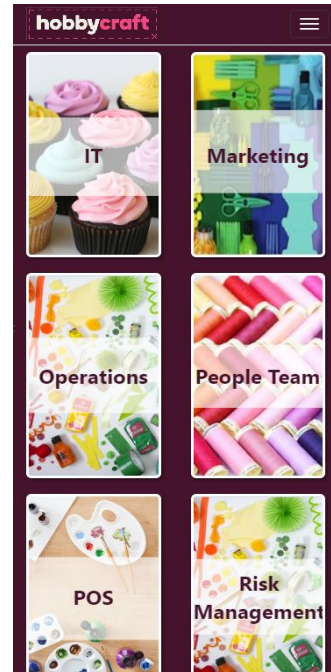 hobbycraft
IT
Marketing
Operations
People Team
POS
Risk
Management